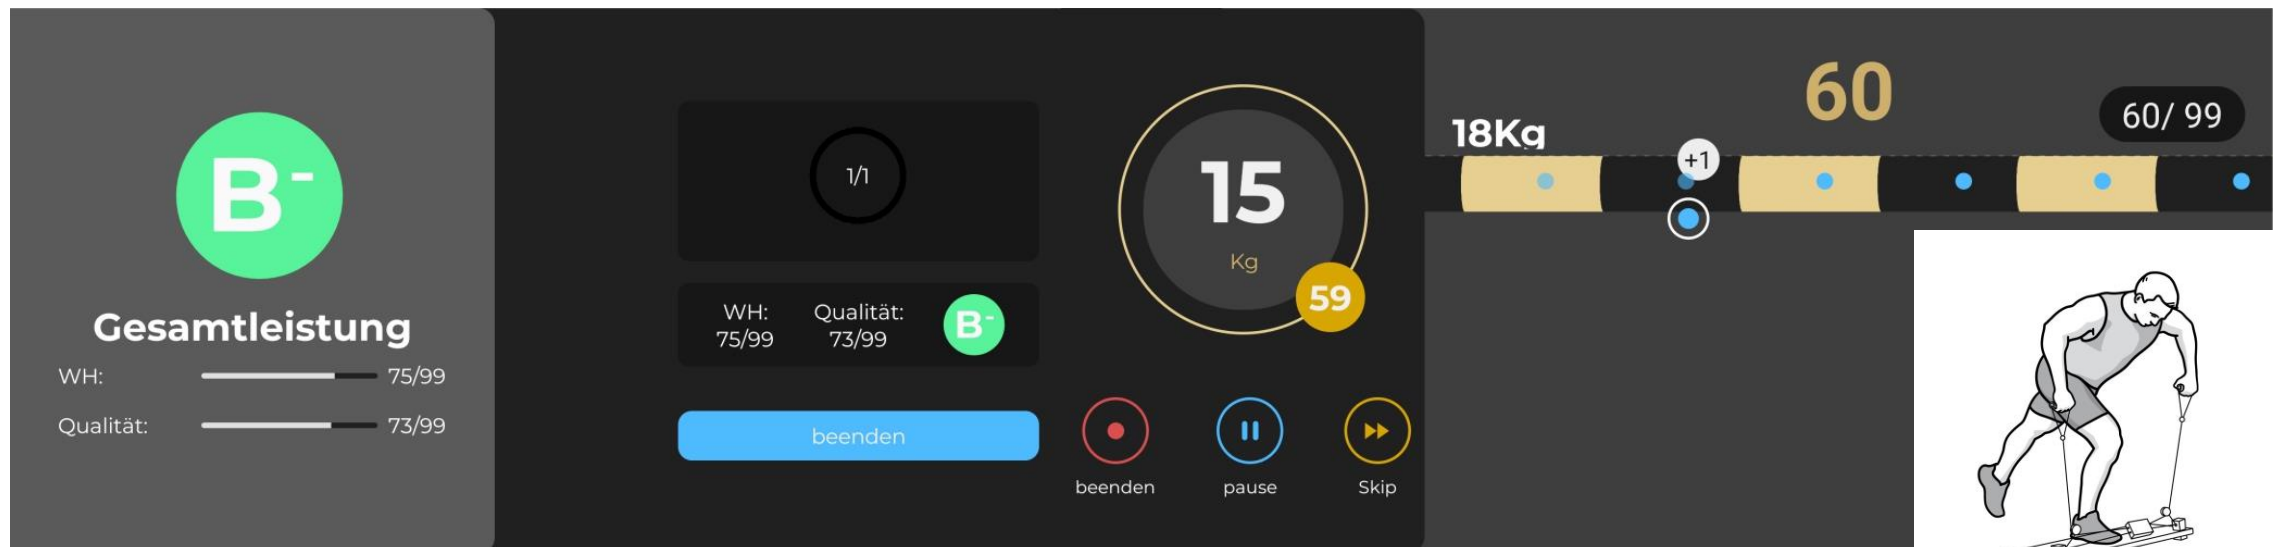 B-
Gesamtleistung
WH: 75/99
Qualität: 73/99
1/1
WH: Qualität:
75/99 73/99
B-
beenden
15
Kg
59
beenden pause Skip
60
18Kg
60/ 99
+1